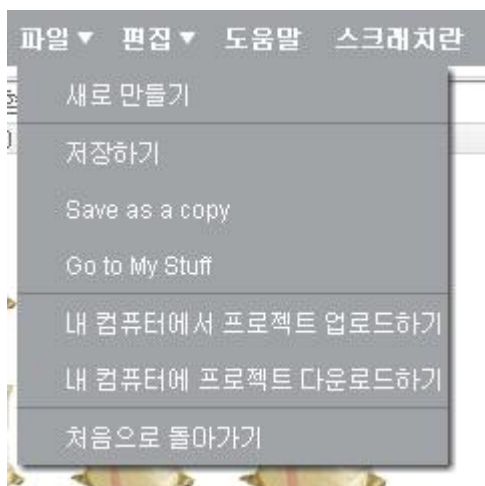 파일▼ 편집▼ 도움말 스크래치란
새로 만들기
저장하기
Save as a copy
Go to My Stuff
내 컴퓨터에서 프로젝트 업로드하기
내 컴퓨터에 프로젝트 다운로드하기
처음으로 돌아가기